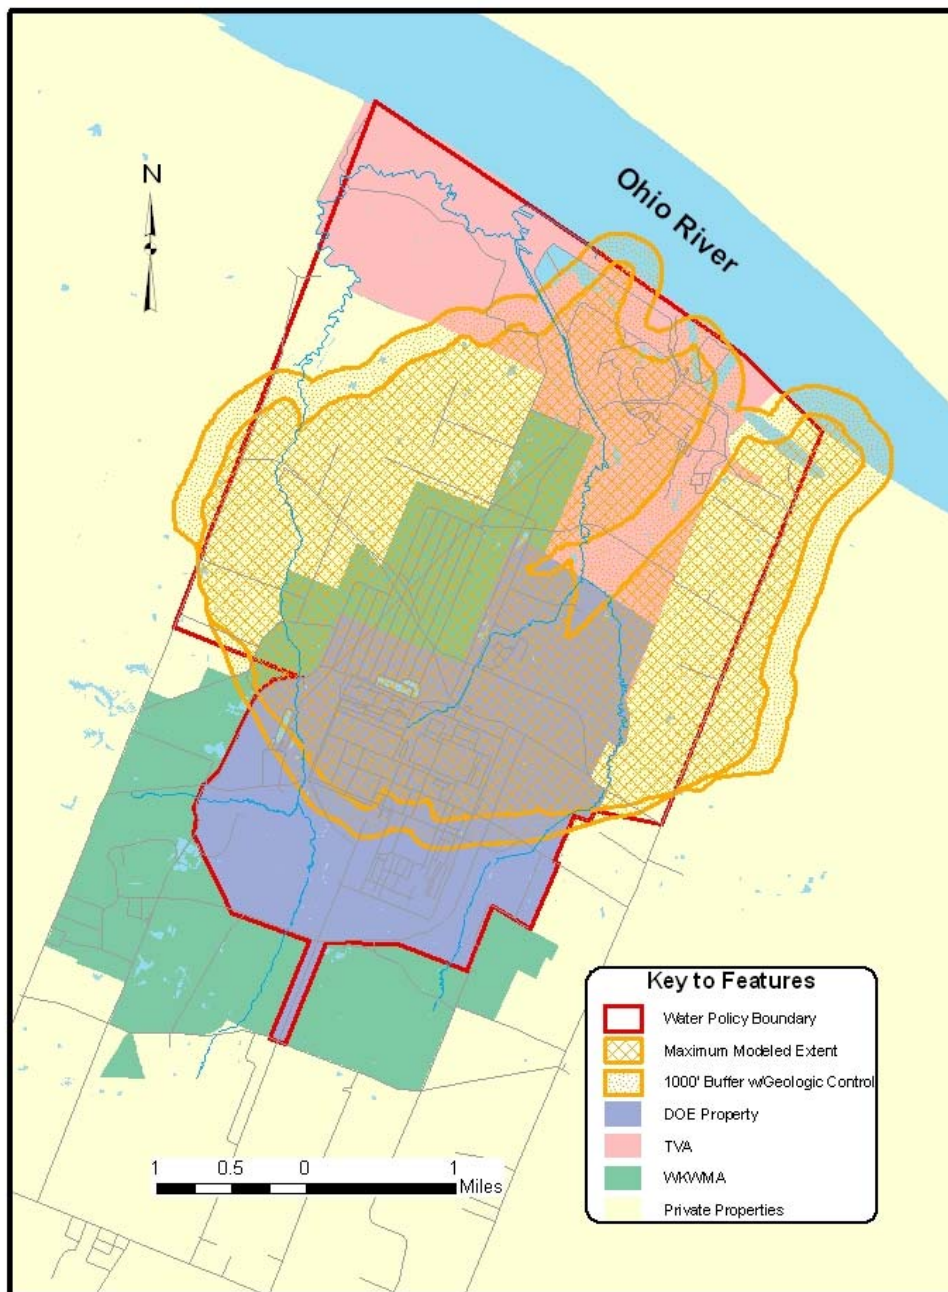 N
Ohio River
Key to Features
Water Policy Boundary
Maximum Modeled Extent
1000' Buffer w/Geologic Control
DOE Property
TVA
WKWMA
Private Properties
1 0.5 0 1
Miles